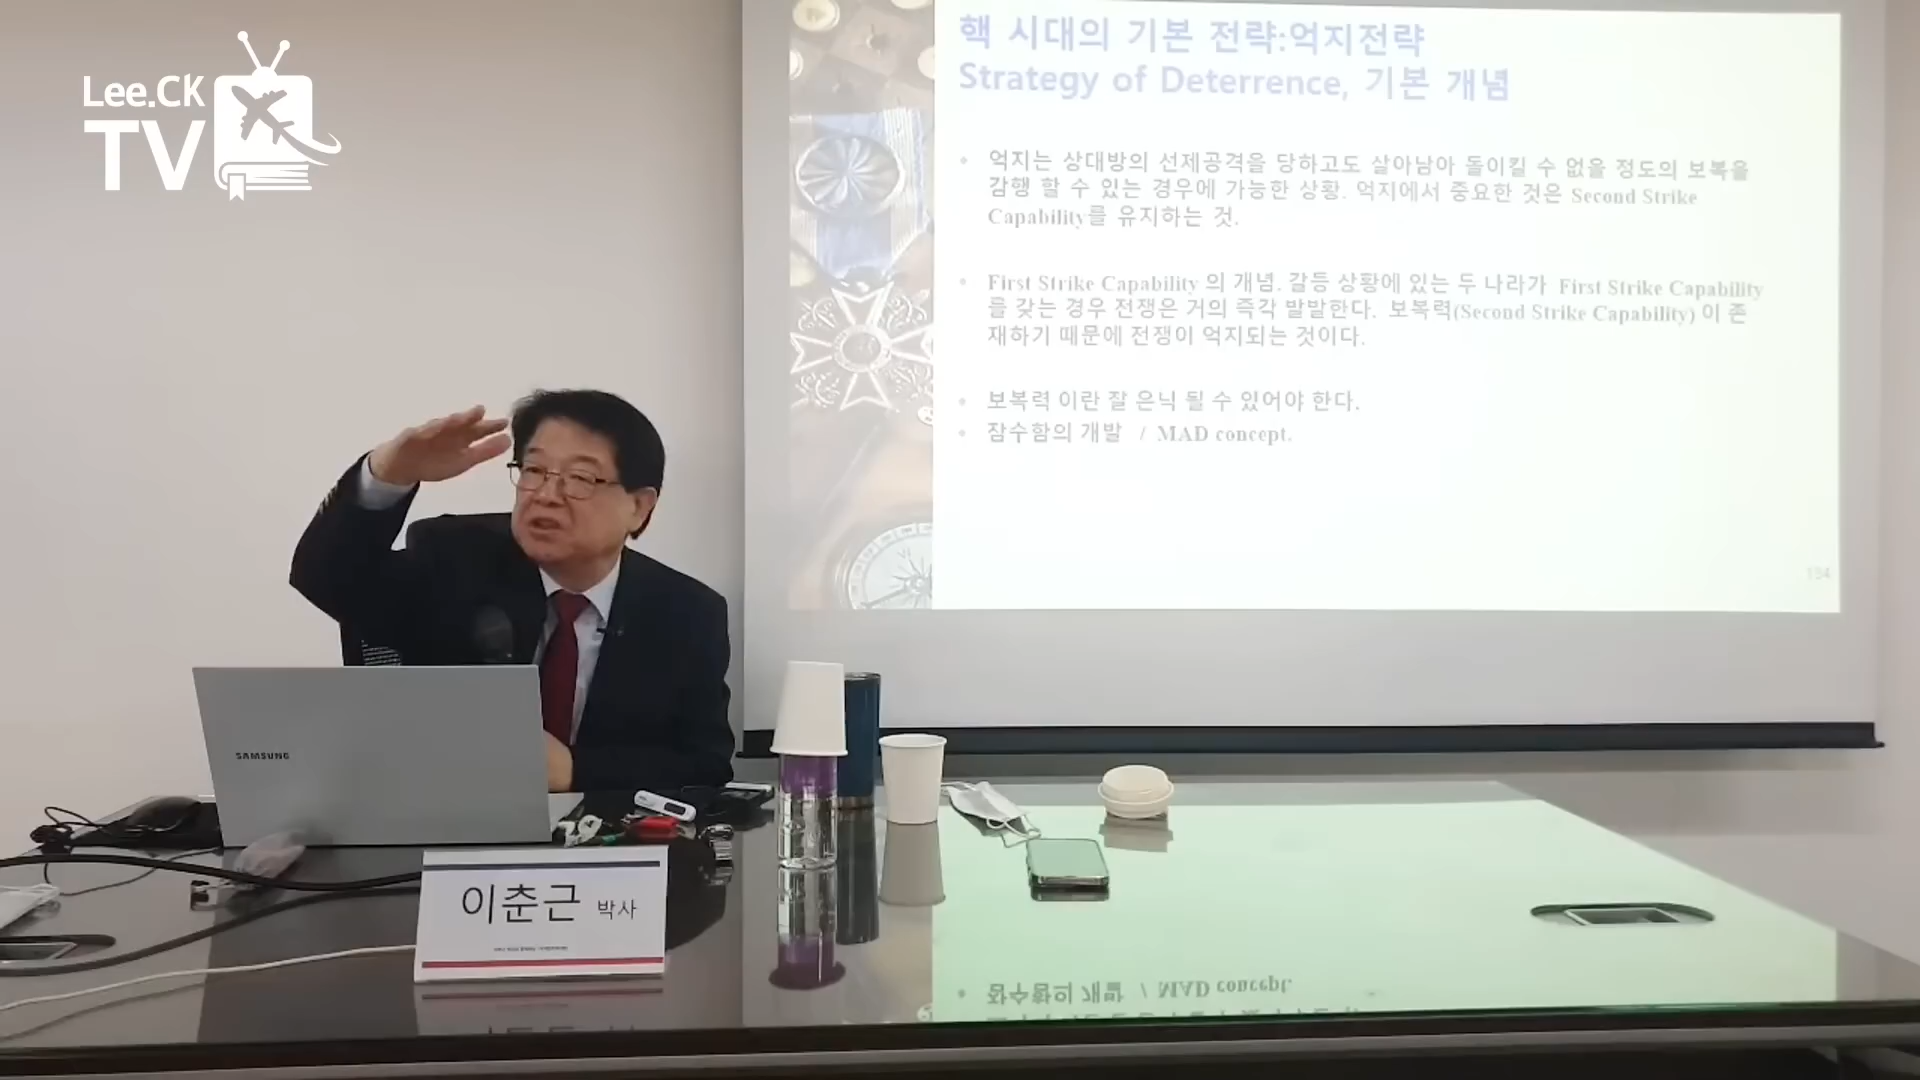 Lee.CK
TV
핵 시대의 기본 전략:억지전략
Strategy of Deterrence, 기본 개념
• 억지는 상대방의 선제공격을 당하고도 살아남아 돌이킬 수 없을 정도의 보복을
감행 할 수 있는 경우에 가능한 상황. 억지에서 중요한 것은 Second Strike
Capability를 유지하는 것.
• First Strike Capability 의 개념. 갈등 상황에 있는 두 나라가 First Strike Capability
를 갖는 경우 전쟁은 거의 즉각 발발한다. 보복력(Second Strike Capability) 이 존
재하기 때문에 전쟁이 억지되는 것이다.
• 보복력 이란 잘 은닉 될 수 있어야 한다.
• 잠수함의 개발 / MAD concept.
134
SAMSUNG
이춘근 박사